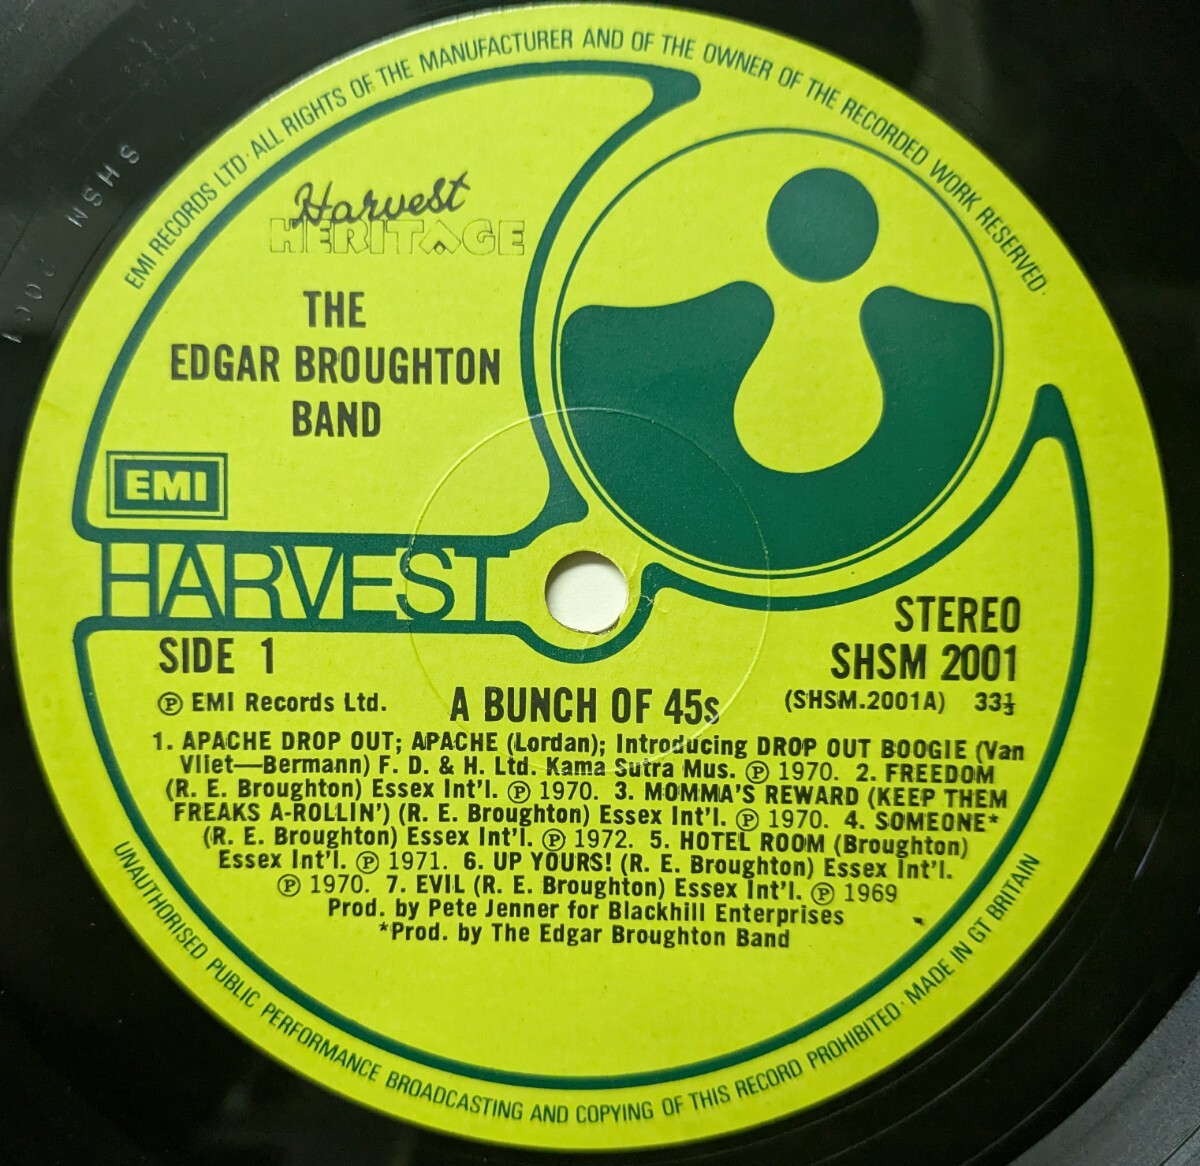 EMI RECORDS LTD · ALL RIGHTS OF THE MANUFACTURER AND OF THE OWNER OF THE RECORDED WORK RESERVED ·
SHSM 2001
Harvest
HERITAGE
THE
EDGAR BROUGHTON
BAND
EMI
HARVEST
SIDE 1
℗ EMI Records Ltd.
STEREO
SHSM 2001
(SHSM.2001A) 33⅓
A BUNCH OF 45s
1. APACHE DROP OUT; APACHE (Lordan); Introducing DROP OUT BOOGIE (Van
Vliet—Bermann) F. D. & H. Ltd. Kama Sutra Mus. ℗ 1970. 2. FREEDOM
(R. E. Broughton) Essex Int'l. ℗ 1970. 3. MOMMA'S REWARD (KEEP THEM
FREAKS A-ROLLIN') (R. E. Broughton) Essex Int'l. ℗ 1970. 4. SOMEONE*
(R. E. Broughton) Essex Int'l. ℗ 1972. 5. HOTEL ROOM (Broughton)
Essex Int'l. ℗ 1971. 6. UP YOURS! (R. E. Broughton) Essex Int'l.
℗ 1970. 7. EVIL (R. E. Broughton) Essex Int'l. ℗ 1969
Prod. by Pete Jenner for Blackhill Enterprises
*Prod. by The Edgar Broughton Band
UNAUTHORISED PUBLIC PERFORMANCE BROADCASTING AND COPYING OF THIS RECORD PROHIBITED · MADE IN GT BRITAIN